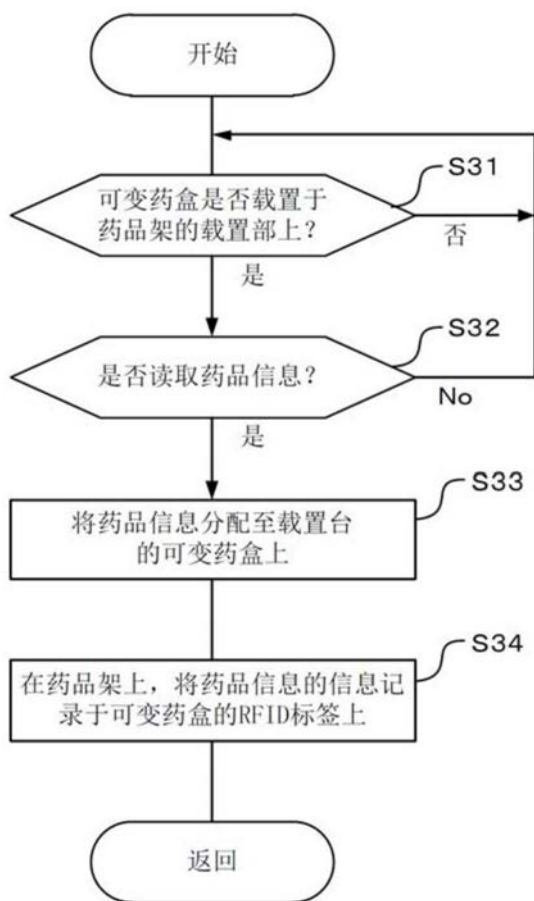 开始
S31
可变药盒是否载置于
药品架的载置部上？
否
是
S32
是否读取药品信息？
No
是
S33
将药品信息分配至载置台
的可变药盒上
S34
在药品架上，将药品信息的信息记
录于可变药盒的RFID标签上
返回